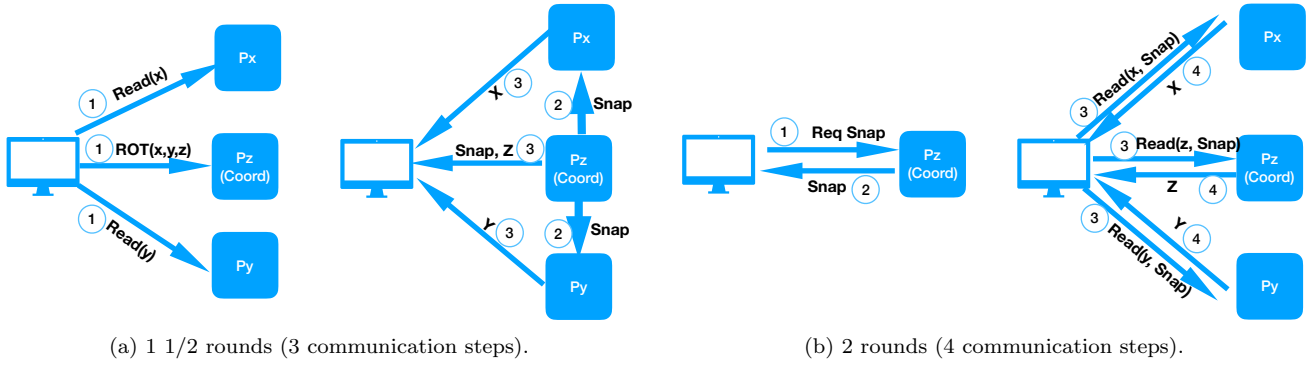 Px
1
Read(x)
1
ROT(x,y,z)
Pz
(Coord)
1
Read(y)
Py
Px
X
3
2
Snap
Snap, Z
3
Pz
(Coord)
Y
3
2
Snap
Py
(a) 1 1/2 rounds (3 communication steps).
1
Req Snap
Snap
2
Pz
(Coord)
Px
3
Read(x, Snap)
X
4
3
Read(z, Snap)
Z
4
Pz
(Coord)
3
Read(y, Snap)
Y
4
Py
(b) 2 rounds (4 communication steps).